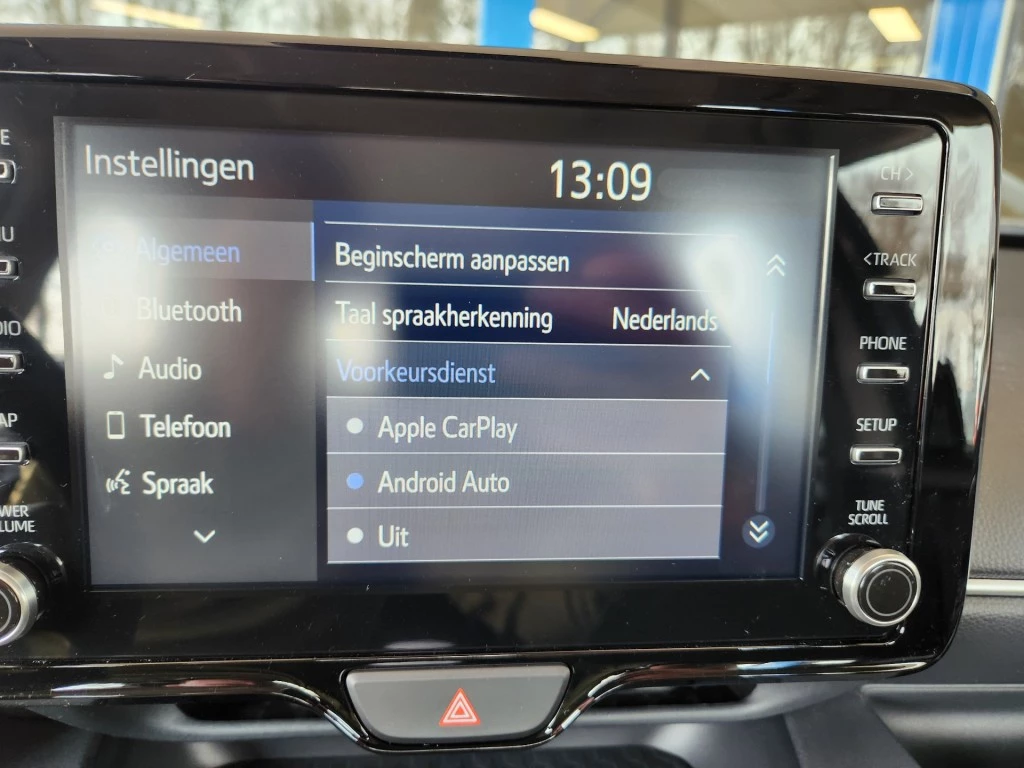 Instellingen 13:09
Algemeen
Bluetooth
Audio
Telefoon
Spraak
Beginscherm aanpassen
Taal spraakherkenning Nederlands
Voorkeursdienst
Apple CarPlay
Android Auto
Uit
CH >
< TRACK
PHONE
SETUP
TUNE
SCROLL